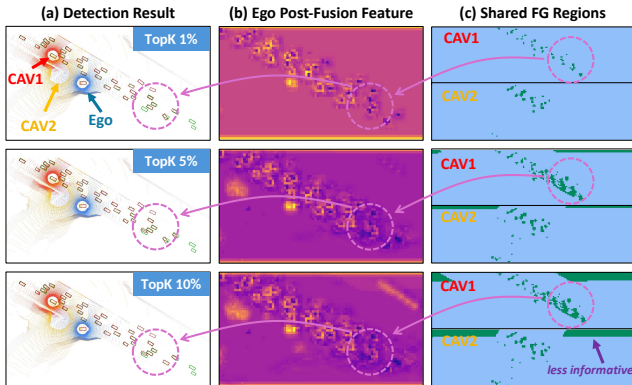 (a) Detection Result
(b) Ego Post-Fusion Feature
(c) Shared FG Regions
TopK 1%
CAV1
CAV2
Ego
CAV1
CAV2
TopK 5%
CAV1
CAV2
TopK 10%
CAV1
CAV2
less informative